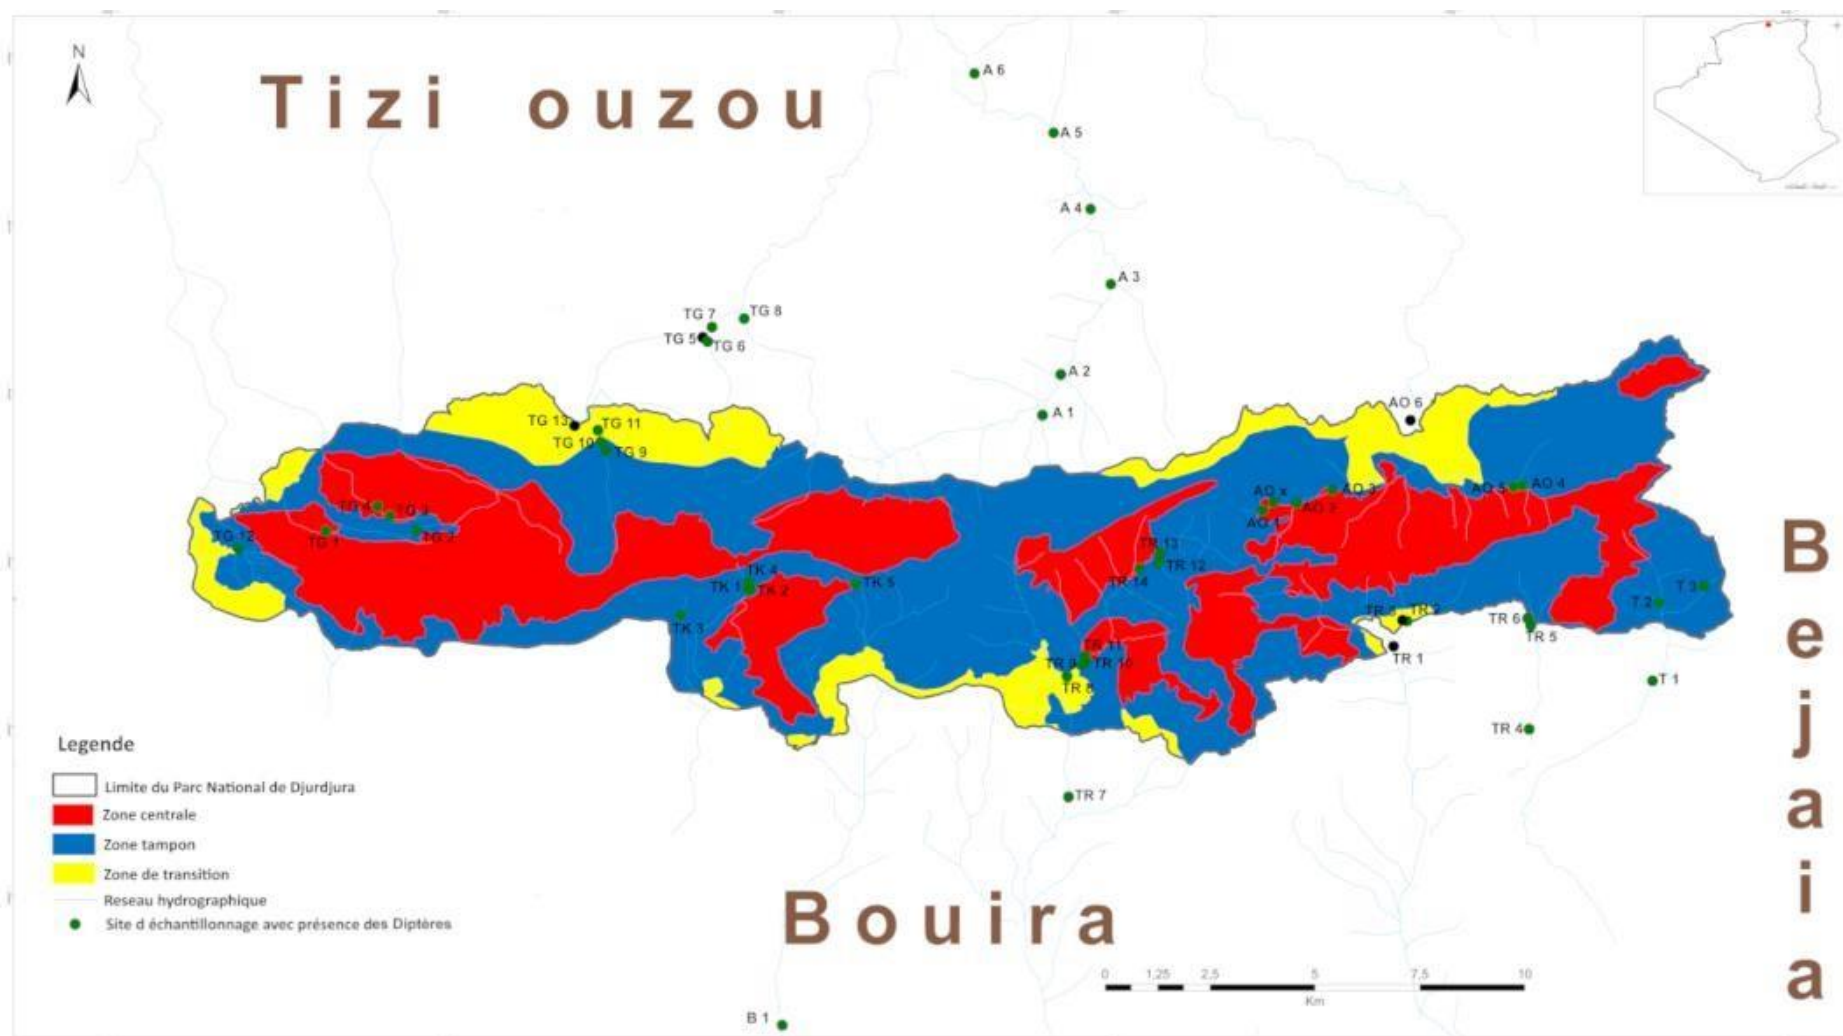 N
Tizi ouzou
A 6
A 5
A 4
A 3
TG 7
TG 8
TG 5
TG 6
A 2
A 1
AO 6
TG 13
TG 11
TG 10
TG 9
AO x
AO 3
AO 5
AO 4
AO 2
AO 1
TG 3
TG 2
TG 1
TG 12
TR 13
TR 12
TR 14
TK 4
TK 1
TK 2
TK 5
TK 3
T 3
T 2
TR 2
TR 6
TR 5
TR 1
TR 11
TR 9
TR 10
TR 8
T 1
TR 4
TR 7
Bejaia
Legende
Limite du Parc National de Djurdjura
Zone centrale
Zone tampon
Zone de transition
Reseau hydrographique
Site d échantillonnage avec présence des Diptères
Bouira
0 1,25 2,5 5 7,5 10
Km
B 1